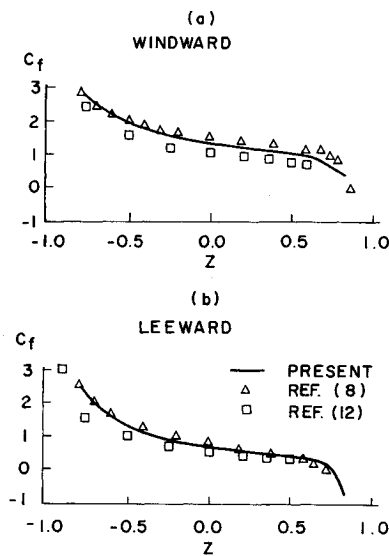 (a)
WINDWARD
Cf
3
2
1
0
-1
-1.0 -0.5 0.0 0.5 1.0
Z
(b)
LEEWARD
Cf
3
2
1
0
-1
PRESENT
REF. (8)
REF. (12)
-1.0 -0.5 0.0 0.5 1.0
Z